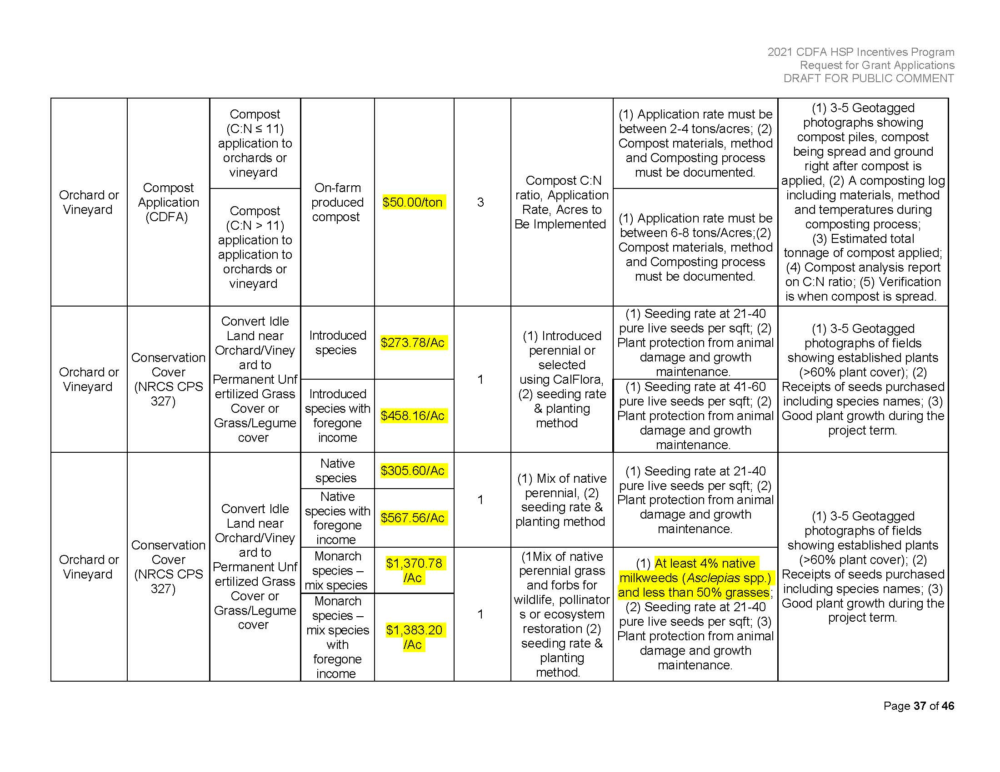 2021 CDFA HSP Incentives Program
Request for Grant Applications
DRAFT FOR PUBLIC COMMENT
Orchard or
Vineyard
Compost
Application
(CDFA)
Compost
(C:N ≤ 11)
application to
orchards or
vineyard
Compost
(C:N > 11)
application to
application to
orchards or
vineyard
On-farm
produced
compost
$50.00/ton
3
Compost C:N
ratio, Application
Rate, Acres to
Be Implemented
(1) Application rate must be
between 2-4 tons/acres; (2)
Compost materials, method
and Composting process
must be documented.
(1) Application rate must be
between 6-8 tons/Acres;(2)
Compost materials, method
and Composting process
must be documented.
(1) 3-5 Geotagged
photographs showing
compost piles, compost
being spread and ground
right after compost is
applied, (2) A composting log
including materials, method
and temperatures during
composting process;
(3) Estimated total
tonnage of compost applied;
(4) Compost analysis report
on C:N ratio; (5) Verification
is when compost is spread.
Orchard or
Vineyard
Conservation
Cover
(NRCS CPS
327)
Convert Idle
Land near
Orchard/Viney
ard to
Permanent Unf
ertilized Grass
Cover or
Grass/Legume
cover
Introduced
species
$273.78/Ac
Introduced
species with
foregone
income
$458.16/Ac
1
(1) Introduced
perennial or
selected
using CalFlora,
(2) seeding rate
& planting
method
(1) Seeding rate at 21-40
pure live seeds per sqft; (2)
Plant protection from animal
damage and growth
maintenance.
(1) Seeding rate at 41-60
pure live seeds per sqft; (2)
Plant protection from animal
damage and growth
maintenance.
(1) 3-5 Geotagged
photographs of fields
showing established plants
(>60% plant cover); (2)
Receipts of seeds purchased
including species names; (3)
Good plant growth during the
project term.
Orchard or
Vineyard
Conservation
Cover
(NRCS CPS
327)
Convert Idle
Land near
Orchard/Viney
ard to
Permanent Unf
ertilized Grass
Cover or
Grass/Legume
cover
Native
species
$305.60/Ac
Native
species with
foregone
income
$567.56/Ac
1
(1) Mix of native
perennial, (2)
seeding rate &
planting method
(1) Seeding rate at 21-40
pure live seeds per sqft; (2)
Plant protection from animal
damage and growth
maintenance.
Monarch
species –
mix species
$1,370.78
/Ac
Monarch
species –
mix species
with
foregone
income
$1,383.20
/Ac
1
(1Mix of native
perennial grass
and forbs for
wildlife, pollinator
s or ecosystem
restoration (2)
seeding rate &
planting
method.
(1) At least 4% native
milkweeds (Asclepias spp.)
and less than 50% grasses;
(2) Seeding rate at 21-40
pure live seeds per sqft; (3)
Plant protection from animal
damage and growth
maintenance.
(1) 3-5 Geotagged
photographs of fields
showing established plants
(>60% plant cover); (2)
Receipts of seeds purchased
including species names; (3)
Good plant growth during the
project term.
Page 37 of 46